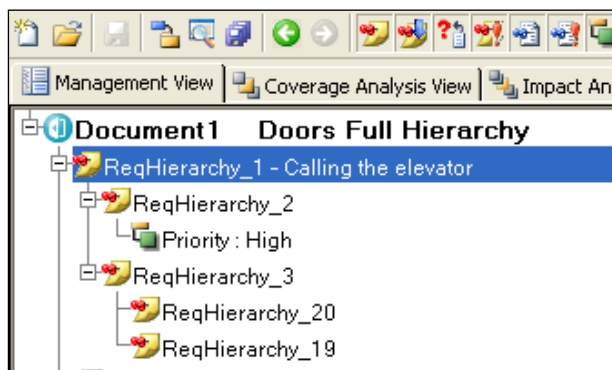 Management View Coverage Analysis View Impact An
Document1 Doors Full Hierarchy
ReqHierarchy_1 - Calling the elevator
ReqHierarchy_2
Priority : High
ReqHierarchy_3
ReqHierarchy_20
ReqHierarchy_19